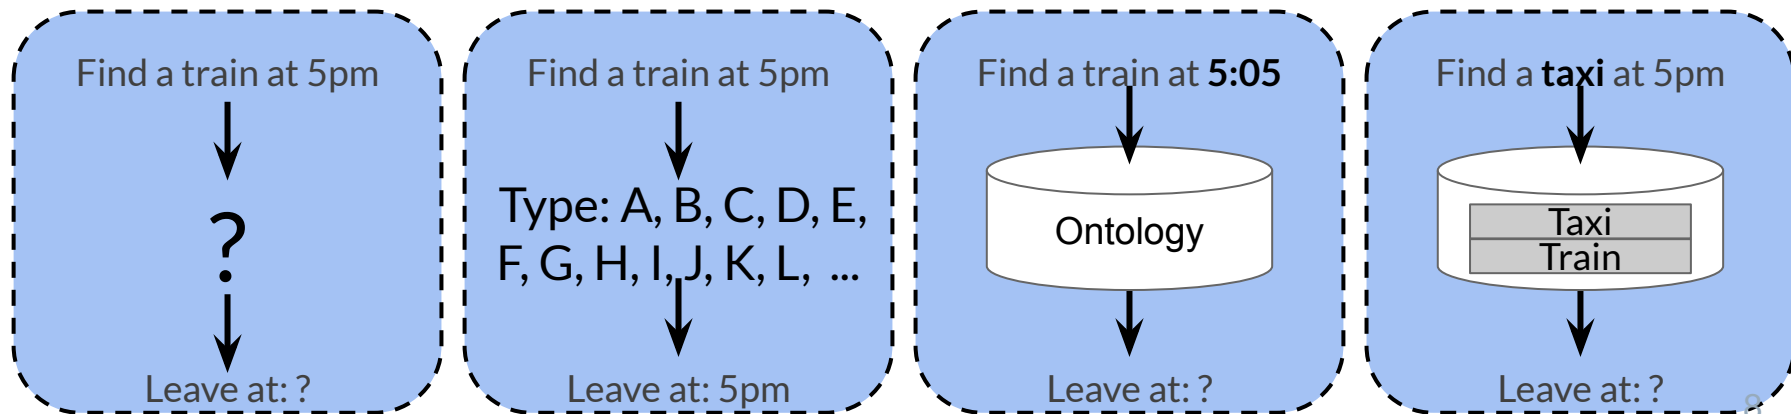 Find a train at 5pm
?
Leave at: ?
Find a train at 5pm
Type: A, B, C, D, E,
F, G, H, I, J, K, L, ...
Leave at: 5pm
Find a train at 5:05
Ontology
Leave at: ?
Find a taxi at 5pm
Taxi
Train
Leave at: ?